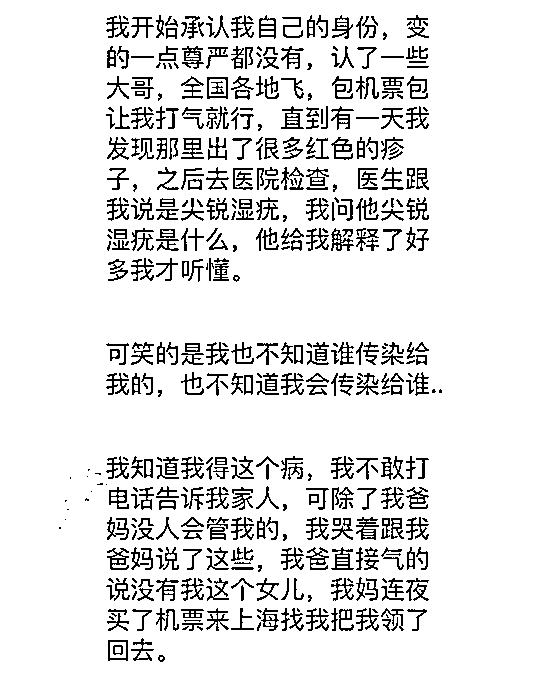 我开始承认我自己的身份，变
的一点尊严都没有，认了一些
大哥，全国各地飞，包机票包
让我打气就行，直到有一天我
发现那里出了很多红色的疹
子，之后去医院检查，医生跟
我说是尖锐湿疣，我问他尖锐
湿疣是什么，他给我解释了好
多我才听懂。
可笑的是我也不知道谁传染给
我的，也不知道我会传染给谁..
我知道我得这个病，我不敢打
电话告诉我家人，可除了我爸
妈没人会管我的，我哭着跟我
爸妈说了这些，我爸直接气的
说没有我这个女儿，我妈连夜
买了机票来上海找我把我领了
回去。